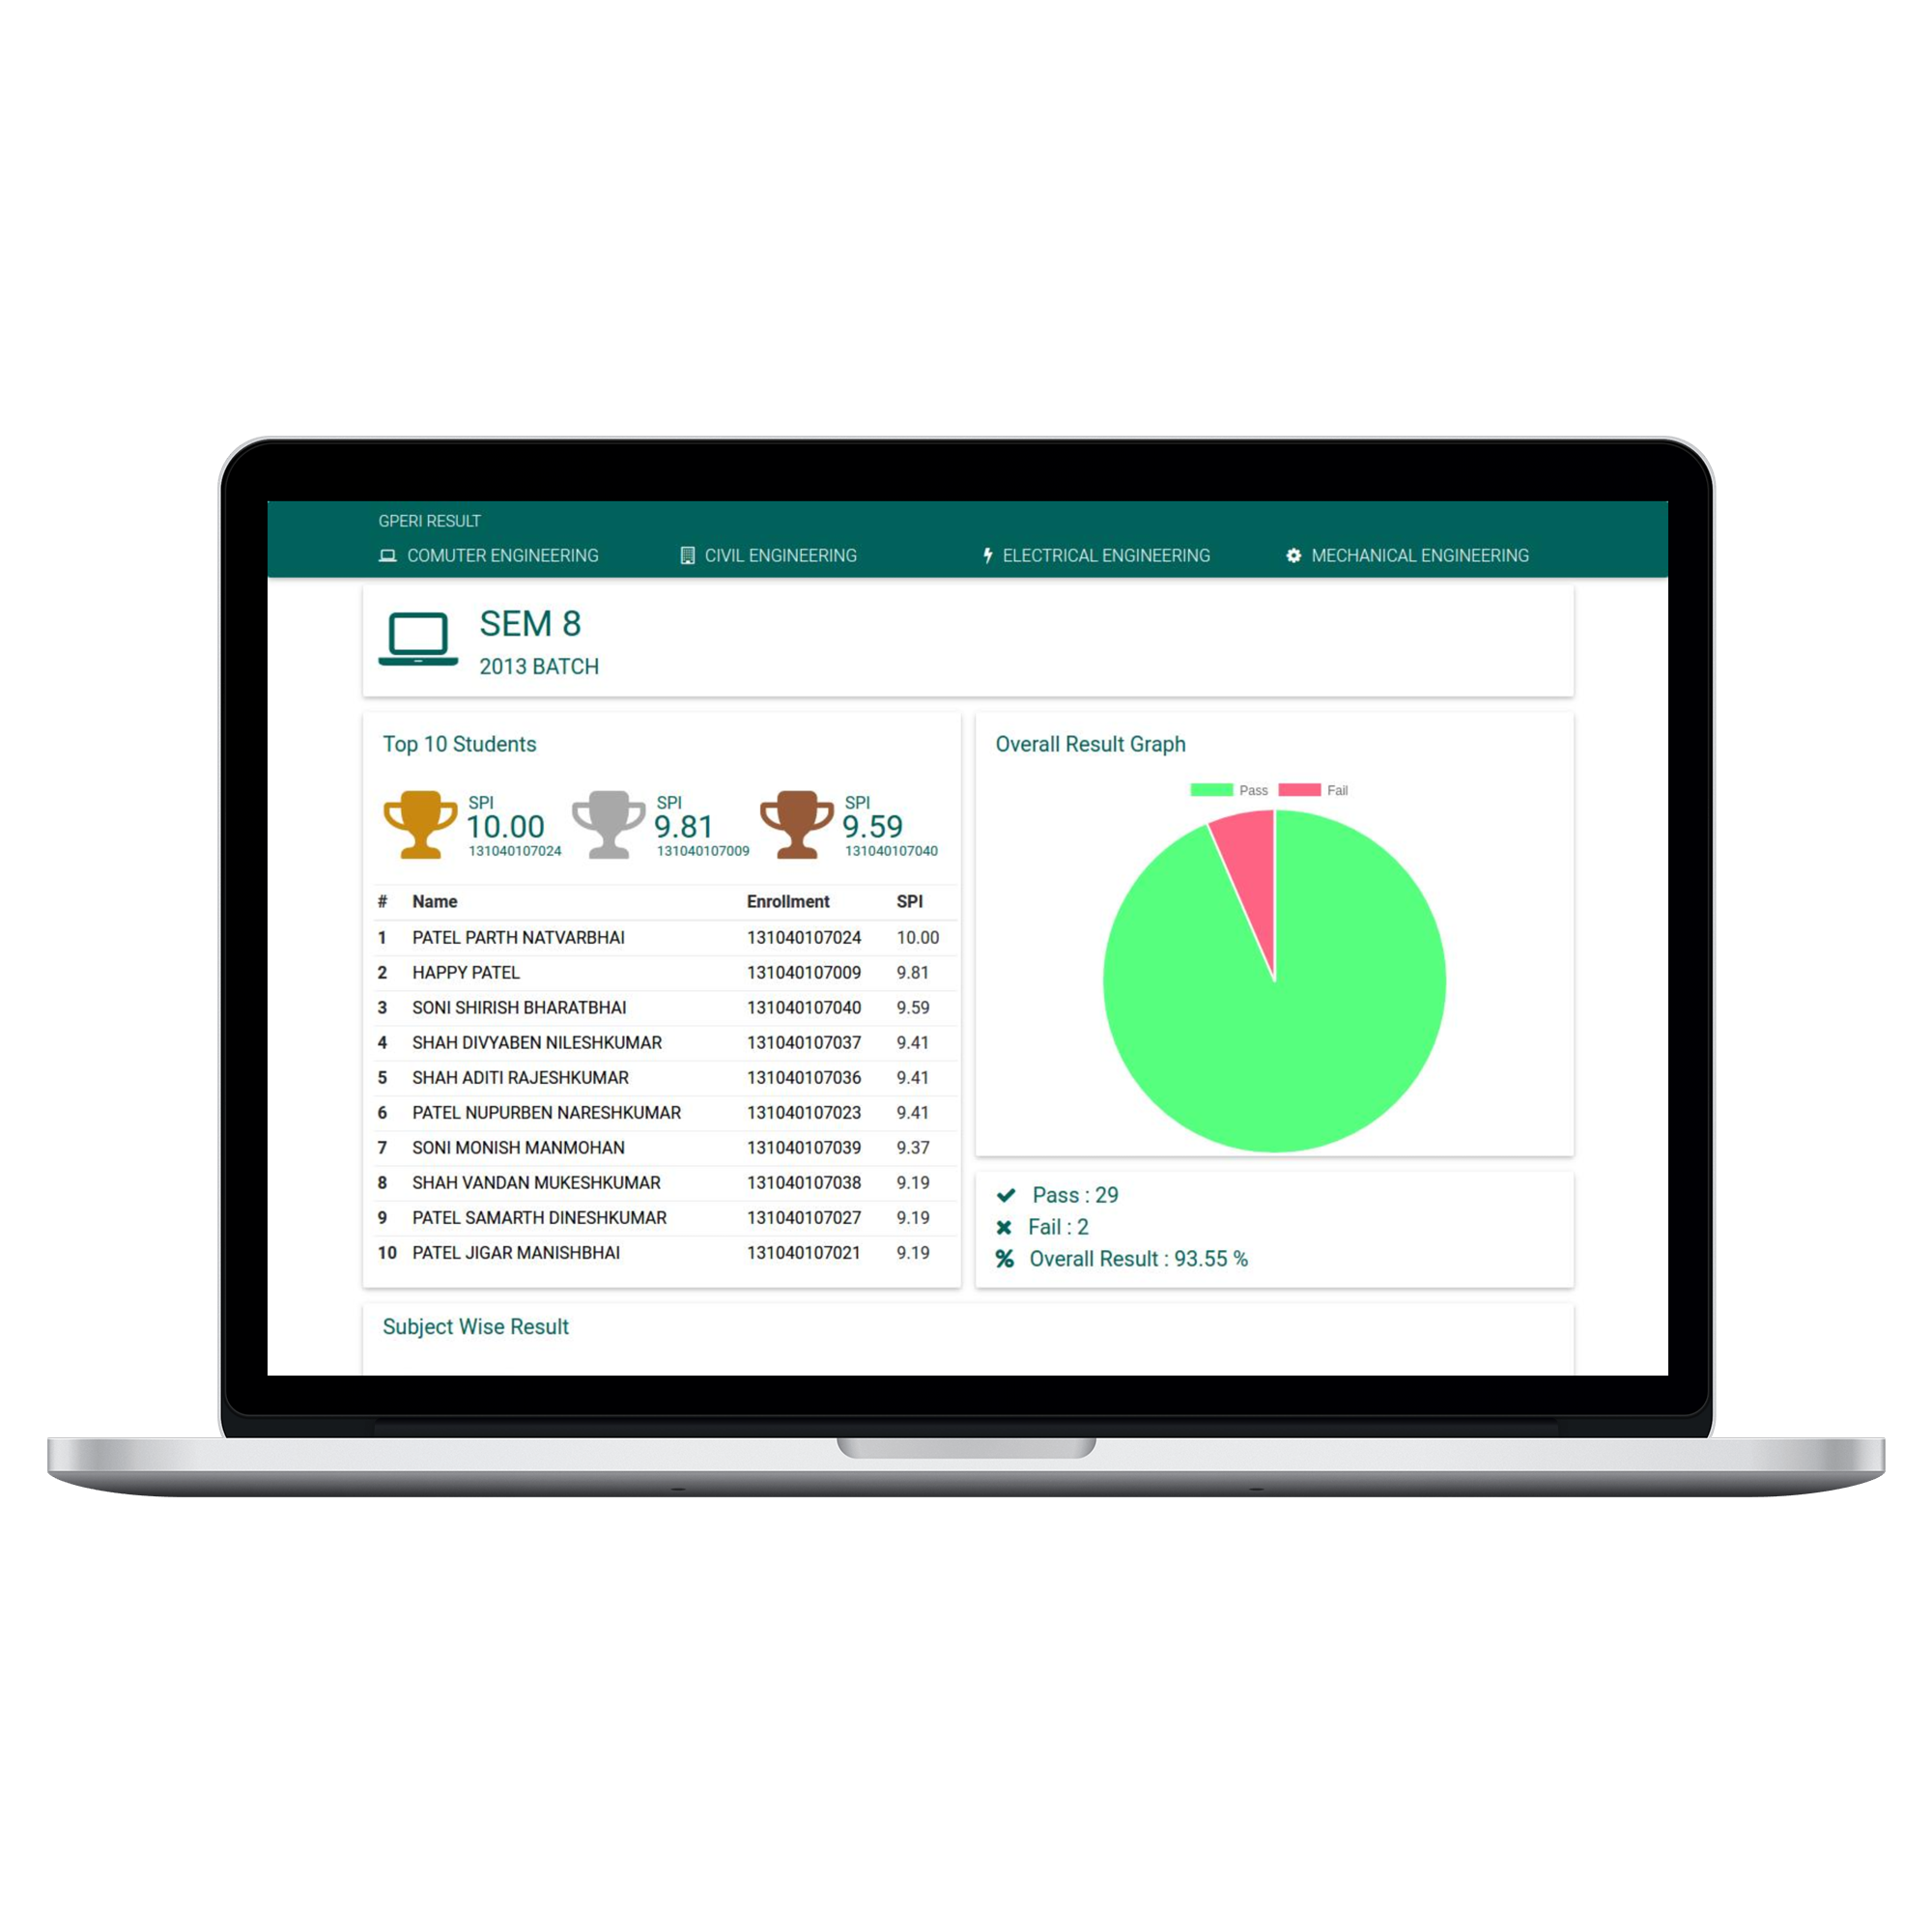 GPERI RESULT
COMUTER ENGINEERING CIVIL ENGINEERING ELECTRICAL ENGINEERING MECHANICAL ENGINEERING
SEM 8
2013 BATCH
Top 10 Students
SPI
10.00
131040107024
SPI
9.81
131040107009
SPI
9.59
131040107040
# Name Enrollment SPI
1 PATEL PARTH NATVARBHAI 131040107024 10.00
2 HAPPY PATEL 131040107009 9.81
3 SONI SHIRISH BHARATBHAI 131040107040 9.59
4 SHAH DIVYABEN NILESHKUMAR 131040107037 9.41
5 SHAH ADITI RAJESHKUMAR 131040107036 9.41
6 PATEL NUPURBEN NARESHKUMAR 131040107023 9.41
7 SONI MONISH MANMOHAN 131040107039 9.37
8 SHAH VANDAN MUKESHKUMAR 131040107038 9.19
9 PATEL SAMARTH DINESHKUMAR 131040107027 9.19
10 PATEL JIGAR MANISHBHAI 131040107021 9.19
Overall Result Graph
Pass Fail
Pass : 29
Fail : 2
% Overall Result : 93.55 %
Subject Wise Result